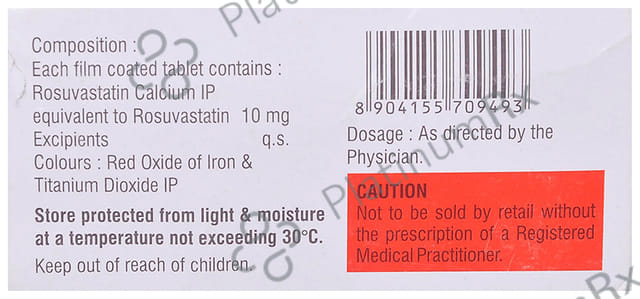 Composition :
Each film coated tablet contains :
Rosuvastatin Calcium IP
equivalent to Rosuvastatin 10 mg
Excipients q.s.
Colours : Red Oxide of Iron &
Titanium Dioxide IP
Store protected from light & moisture
at a temperature not exceeding 30°C.
Keep out of reach of children.
8 904155 709493
Dosage : As directed by the
Physician.
CAUTION
Not to be sold by retail without
the prescription of a Registered
Medical Practitioner.
PlatinumRx